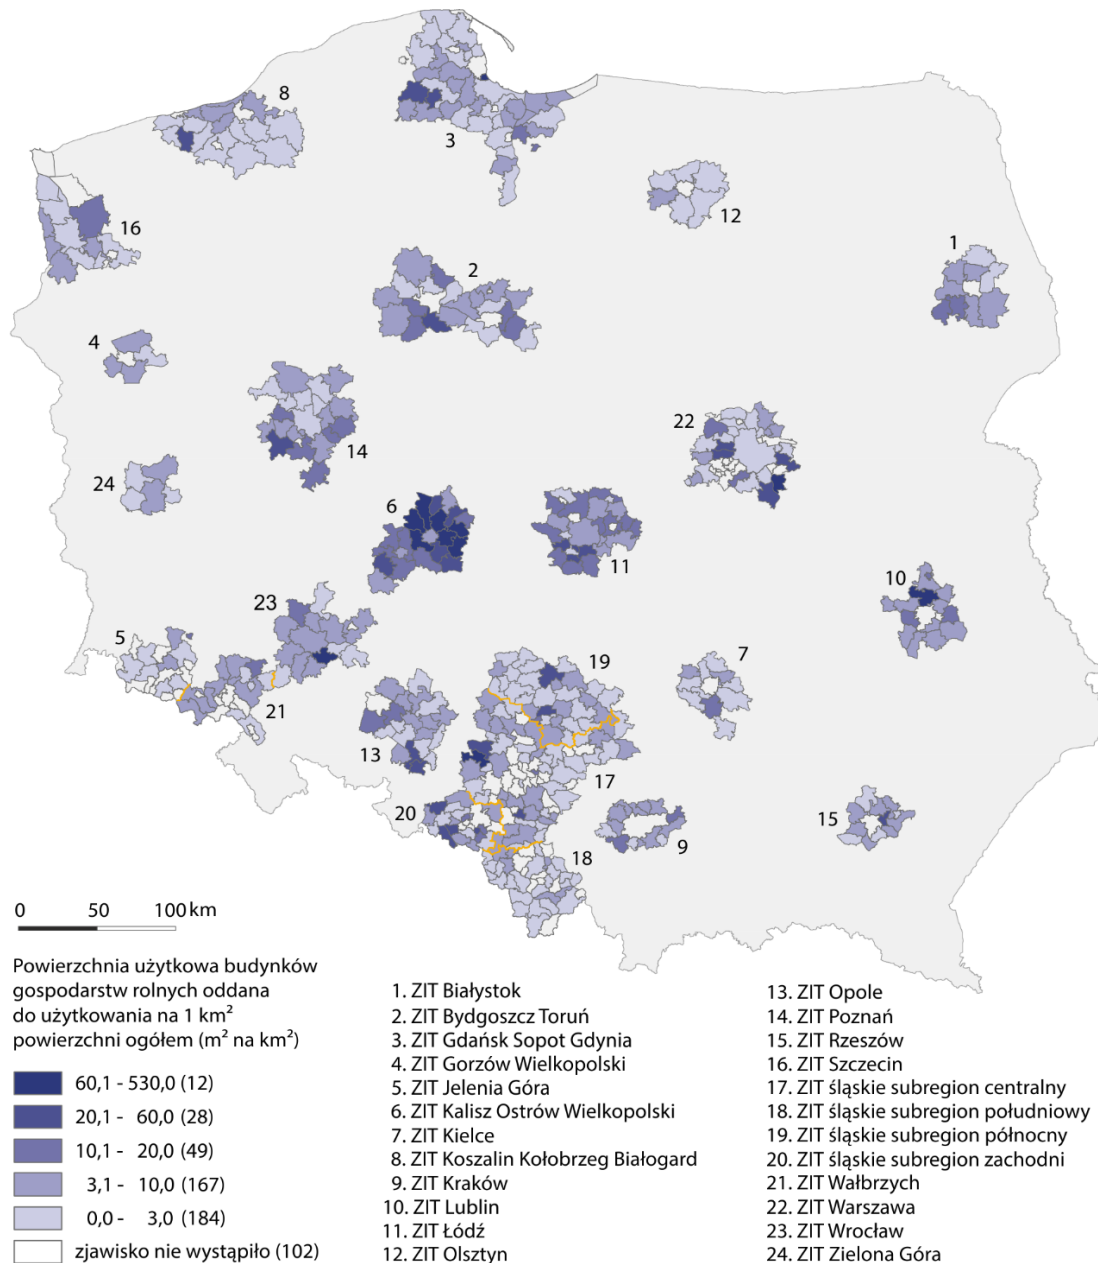 8
3
12
16
1
2
4
22
14
24
6
11
10
23
5
19
7
21
13
17
20
15
9
18
0 50 100 km
Powierzchnia użytkowa budynków
gospodarstw rolnych oddana
do użytkowania na 1 km²
powierzchni ogółem (m² na km²)
60,1 - 530,0 (12)
20,1 - 60,0 (28)
10,1 - 20,0 (49)
3,1 - 10,0 (167)
0,0 - 3,0 (184)
zjawisko nie wystąpiło (102)
1. ZIT Białystok
2. ZIT Bydgoszcz Toruń
3. ZIT Gdańsk Sopot Gdynia
4. ZIT Gorzów Wielkopolski
5. ZIT Jelenia Góra
6. ZIT Kalisz Ostrów Wielkopolski
7. ZIT Kielce
8. ZIT Koszalin Kołobrzeg Białogard
9. ZIT Kraków
10. ZIT Lublin
11. ZIT Łódź
12. ZIT Olsztyn
13. ZIT Opole
14. ZIT Poznań
15. ZIT Rzeszów
16. ZIT Szczecin
17. ZIT śląskie subregion centralny
18. ZIT śląskie subregion południowy
19. ZIT śląskie subregion północny
20. ZIT śląskie subregion zachodni
21. ZIT Wałbrzych
22. ZIT Warszawa
23. ZIT Wrocław
24. ZIT Zielona Góra